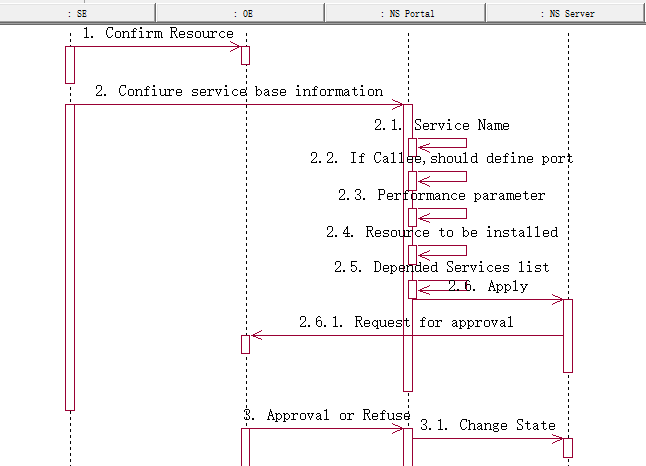 : SE
: OE
: NS Portal
: NS Server
1. Confirm Resource
2. Confiure service base information
2.1. Service Name
2.2. If Callee,should define port
2.3. Performance parameter
2.4. Resource to be installed
2.5. Depended Services list
2.6. Apply
2.6.1. Request for approval
3. Approval or Refuse
3.1. Change State